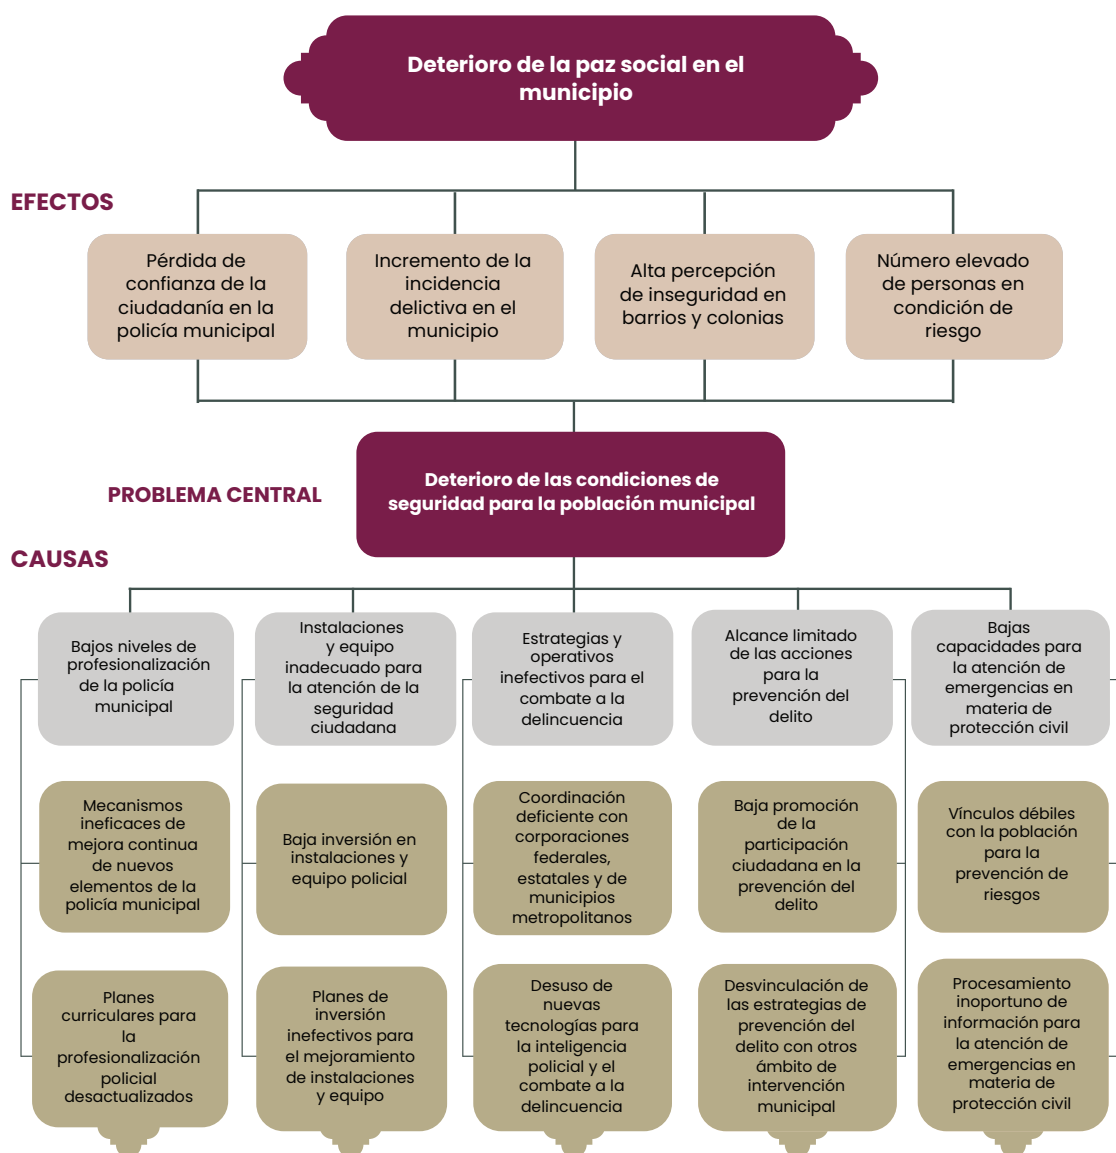 Deterioro de la paz social en el
municipio
EFECTOS
Pérdida de
confianza de la
ciudadanía en la
policía municipal
Incremento de la
incidencia
delictiva en el
municipio
Alta percepción
de inseguridad en
barrios y colonias
Número elevado
de personas en
condición de
riesgo
PROBLEMA CENTRAL
Deterioro de las condiciones de
seguridad para la población municipal
CAUSAS
Bajos niveles de
profesionalización
de la policía
municipal
Instalaciones
y equipo
inadecuado para
la atención de la
seguridad
ciudadana
Estrategias y
operativos
inefectivos para el
combate a la
delincuencia
Alcance limitado
de las acciones
para la
prevención del
delito
Bajas
capacidades para
la atención de
emergencias en
materia de
protección civil
Mecanismos
ineficaces de
mejora continua
de nuevos
elementos de la
policía municipal
Baja inversión en
instalaciones y
equipo policial
Coordinación
deficiente con
corporaciones
federales,
estatales y de
municipios
metropolitanos
Baja promoción
de la
participación
ciudadana en la
prevención del
delito
Vínculos débiles
con la población
para la
prevención de
riesgos
Planes
curriculares para
la
profesionalización
policial
desactualizados
Planes de
inversión
inefectivos para
el mejoramiento
de instalaciones
y equipo
Desuso de
nuevas
tecnologías para
la inteligencia
policial y el
combate a la
delincuencia
Desvinculación de
las estrategias de
prevención del
delito con otros
ámbito de
intervención
municipal
Procesamiento
inoportuno de
información para
la atención de
emergencias en
materia de
protección civil